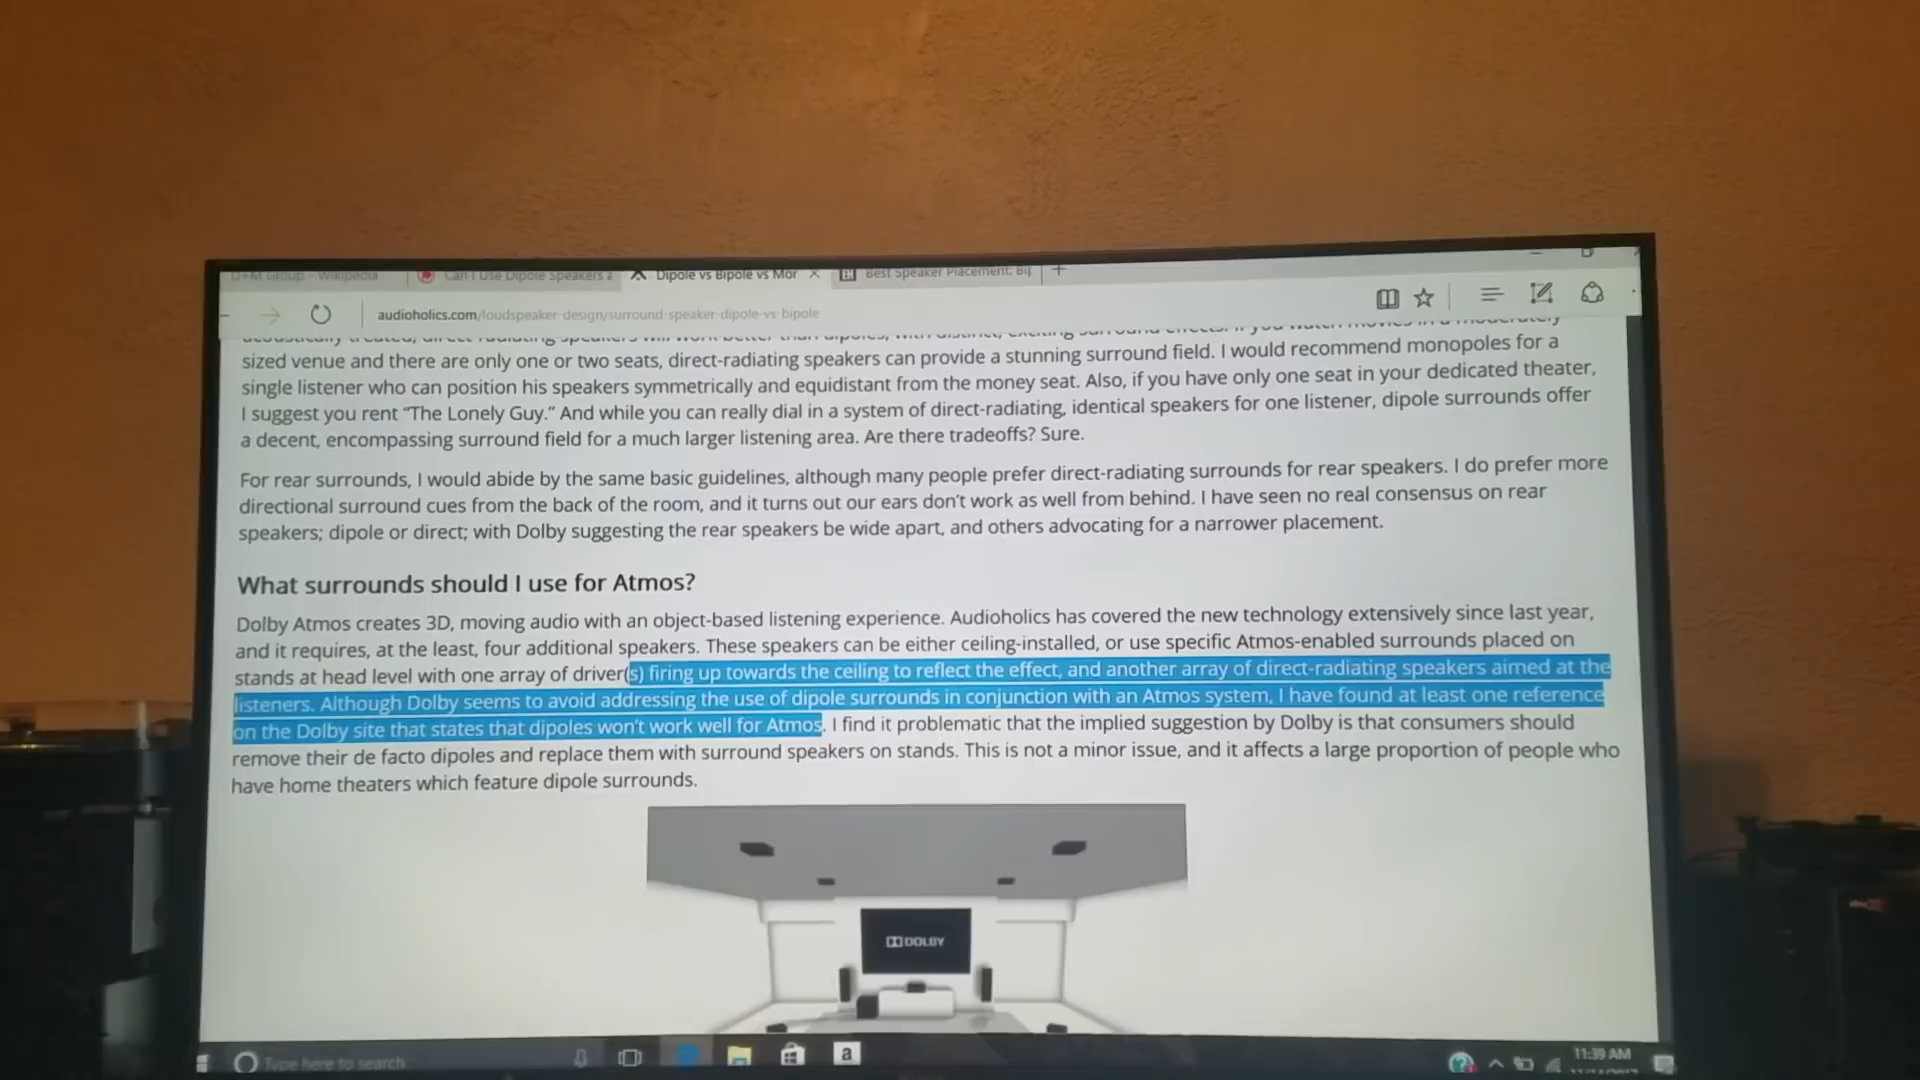 D+M Group - Wikipedia
Can I Use Dipole Speakers a
Dipole vs Bipole vs Mor
Best Speaker Placement: Bip
audioholics.com/loudspeaker-design/surround-speaker-dipole-vs-bipole
sized venue and there are only one or two seats, direct-radiating speakers can provide a stunning surround field. I would recommend monopoles for a
single listener who can position his speakers symmetrically and equidistant from the money seat. Also, if you have only one seat in your dedicated theater,
I suggest you rent “The Lonely Guy.” And while you can really dial in a system of direct-radiating, identical speakers for one listener, dipole surrounds offer
a decent, encompassing surround field for a much larger listening area. Are there tradeoffs? Sure.
For rear surrounds, I would abide by the same basic guidelines, although many people prefer direct-radiating surrounds for rear speakers. I do prefer more
directional surround cues from the back of the room, and it turns out our ears don’t work as well from behind. I have seen no real consensus on rear
speakers; dipole or direct; with Dolby suggesting the rear speakers be wide apart, and others advocating for a narrower placement.
What surrounds should I use for Atmos?
Dolby Atmos creates 3D, moving audio with an object-based listening experience. Audioholics has covered the new technology extensively since last year,
and it requires, at the least, four additional speakers. These speakers can be either ceiling-installed, or use specific Atmos-enabled surrounds placed on
stands at head level with one array of driver(s) firing up towards the ceiling to reflect the effect, and another array of direct-radiating speakers aimed at the
listeners. Although Dolby seems to avoid addressing the use of dipole surrounds in conjunction with an Atmos system, I have found at least one reference
on the Dolby site that states that dipoles won’t work well for Atmos. I find it problematic that the implied suggestion by Dolby is that consumers should
remove their de facto dipoles and replace them with surround speakers on stands. This is not a minor issue, and it affects a large proportion of people who
have home theaters which feature dipole surrounds.
DOLBY
Type here to search
a
11:39 AM